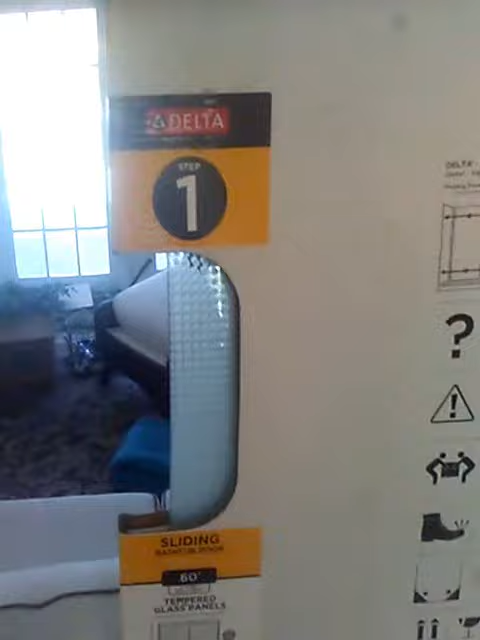 DELTA
STEP
1
DELTA
?
!
SLIDING
BATHTUB DOOR
60"
TEMPERED
GLASS PANELS